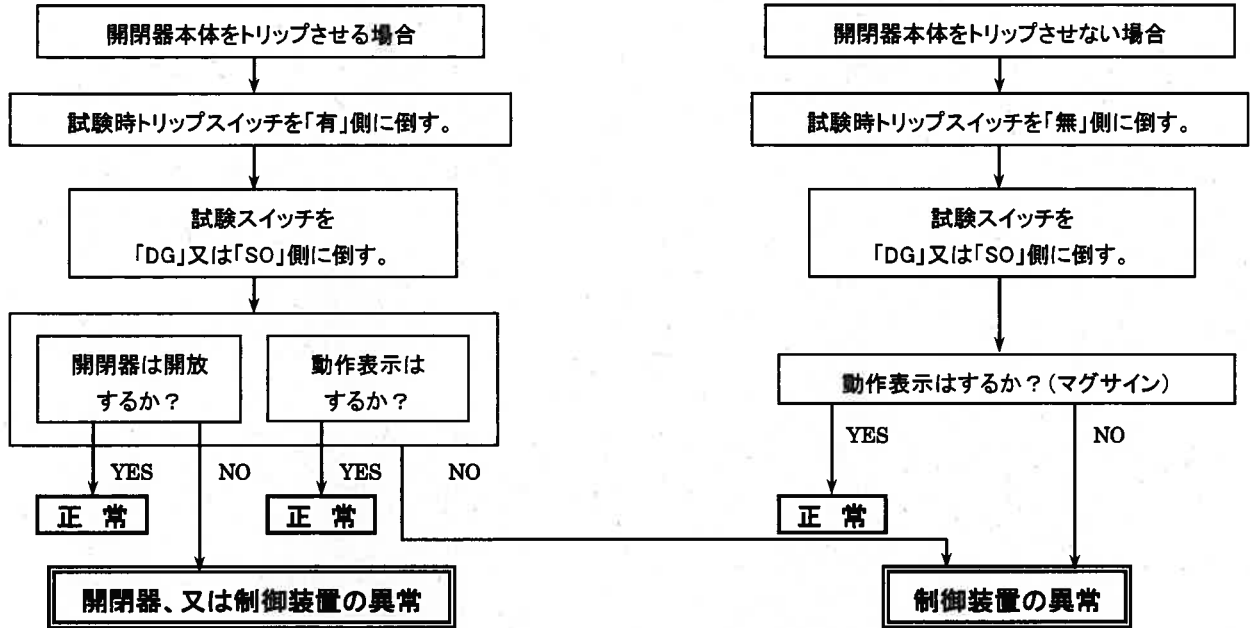 開閉器本体をトリップさせる場合
試験時トリップスイッチを「有」側に倒す。
試験スイッチを
「DG」又は「SO」側に倒す。
開閉器は開放
するか？
動作表示は
するか？
YES
NO
YES
NO
正 常
正 常
開閉器、又は制御装置の異常
開閉器本体をトリップさせない場合
試験時トリップスイッチを「無」側に倒す。
試験スイッチを
「DG」又は「SO」側に倒す。
動作表示はするか？（マグサイン）
YES
NO
正 常
制御装置の異常